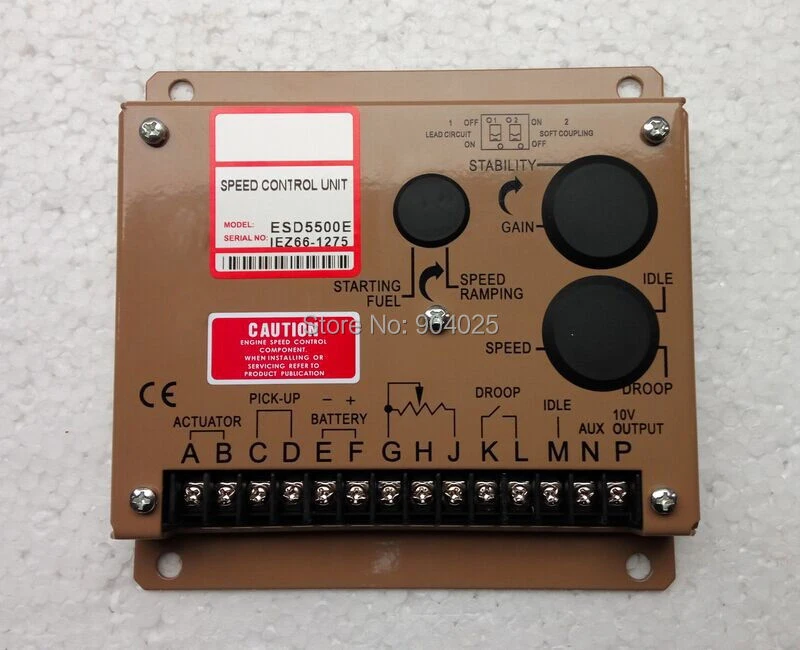 1 OFF 1 2 ON 2
LEAD CIRCUIT SOFT COUPLING
ON OFF
STABILITY
GAIN
SPEED CONTROL UNIT
MODEL: ESD5500E
SERIAL NO: IEZ66-1275
STARTING
FUEL
SPEED
RAMPING
IDLE
SPEED
DROOP
Store No: 904025
CAUTION
ENGINE SPEED CONTROL
COMPONENT.
WHEN INSTALLING OR
SERVICING REFER TO
PRODUCT PUBLICATION
CE
PICK-UP − + DROOP IDLE 10V
ACTUATOR BATTERY AUX OUTPUT
A B C D E F G H J K L M N P